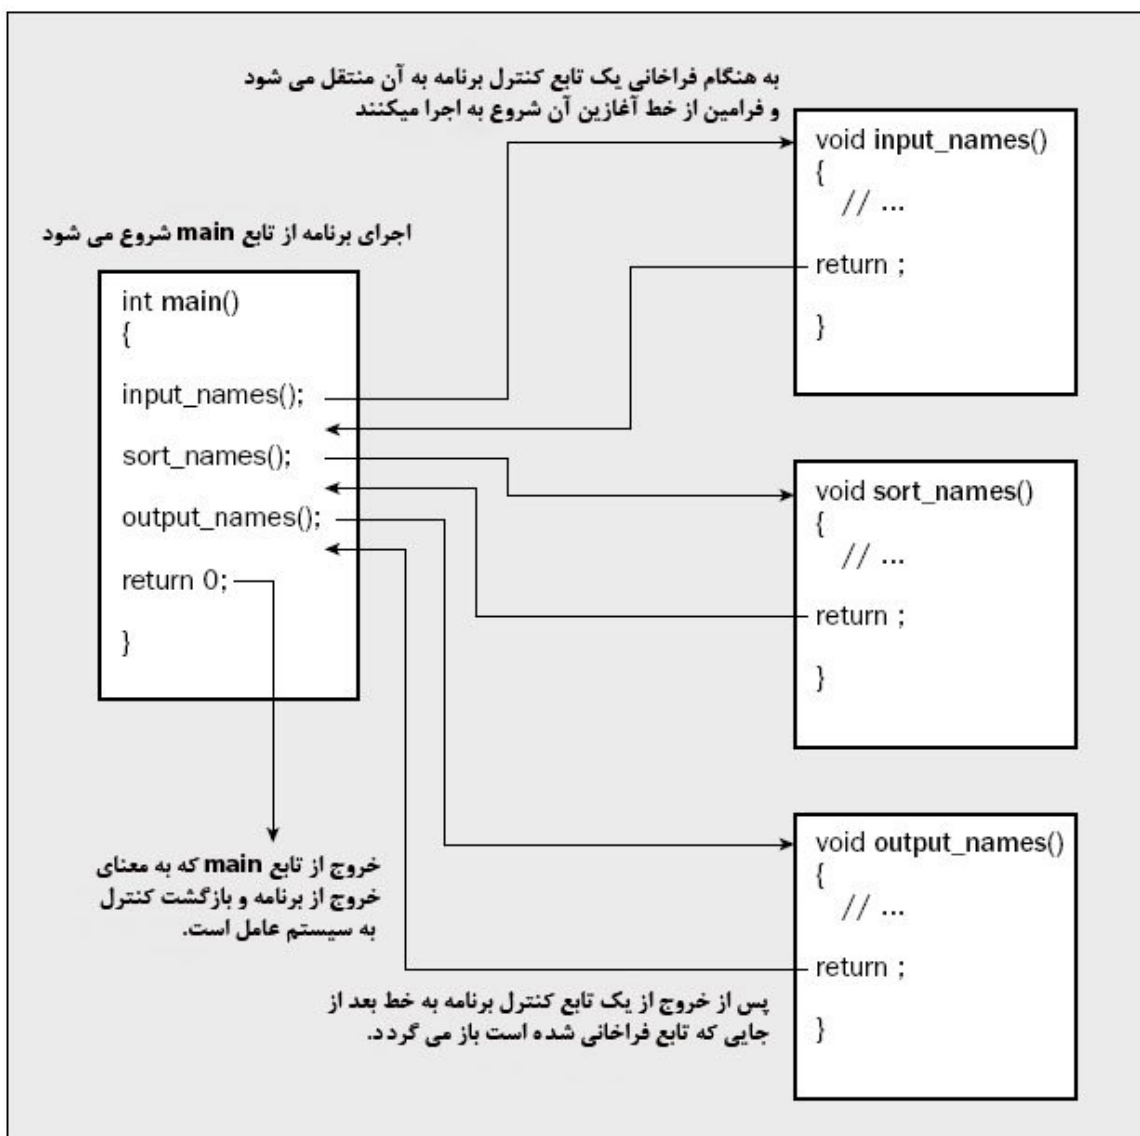 به هنگام فراخانی یک تابع کنترل برنامه به آن منتقل می شود
و فرامین از خط آغازین آن شروع به اجرا میکنند
void input_names()
{
// ...
return ;
}
اجرای برنامه از تابع main شروع می شود
int main()
{
input_names();
sort_names();
output_names();
return 0;
}
void sort_names()
{
// ...
return ;
}
خروج از تابع main که به معنای
خروج از برنامه و بازگشت کنترل
به سیستم عامل است.
void output_names()
{
// ...
return ;
}
پس از خروج از یک تابع کنترل برنامه به خط بعد از
جایی که تابع فراخانی شده است باز می گردد.